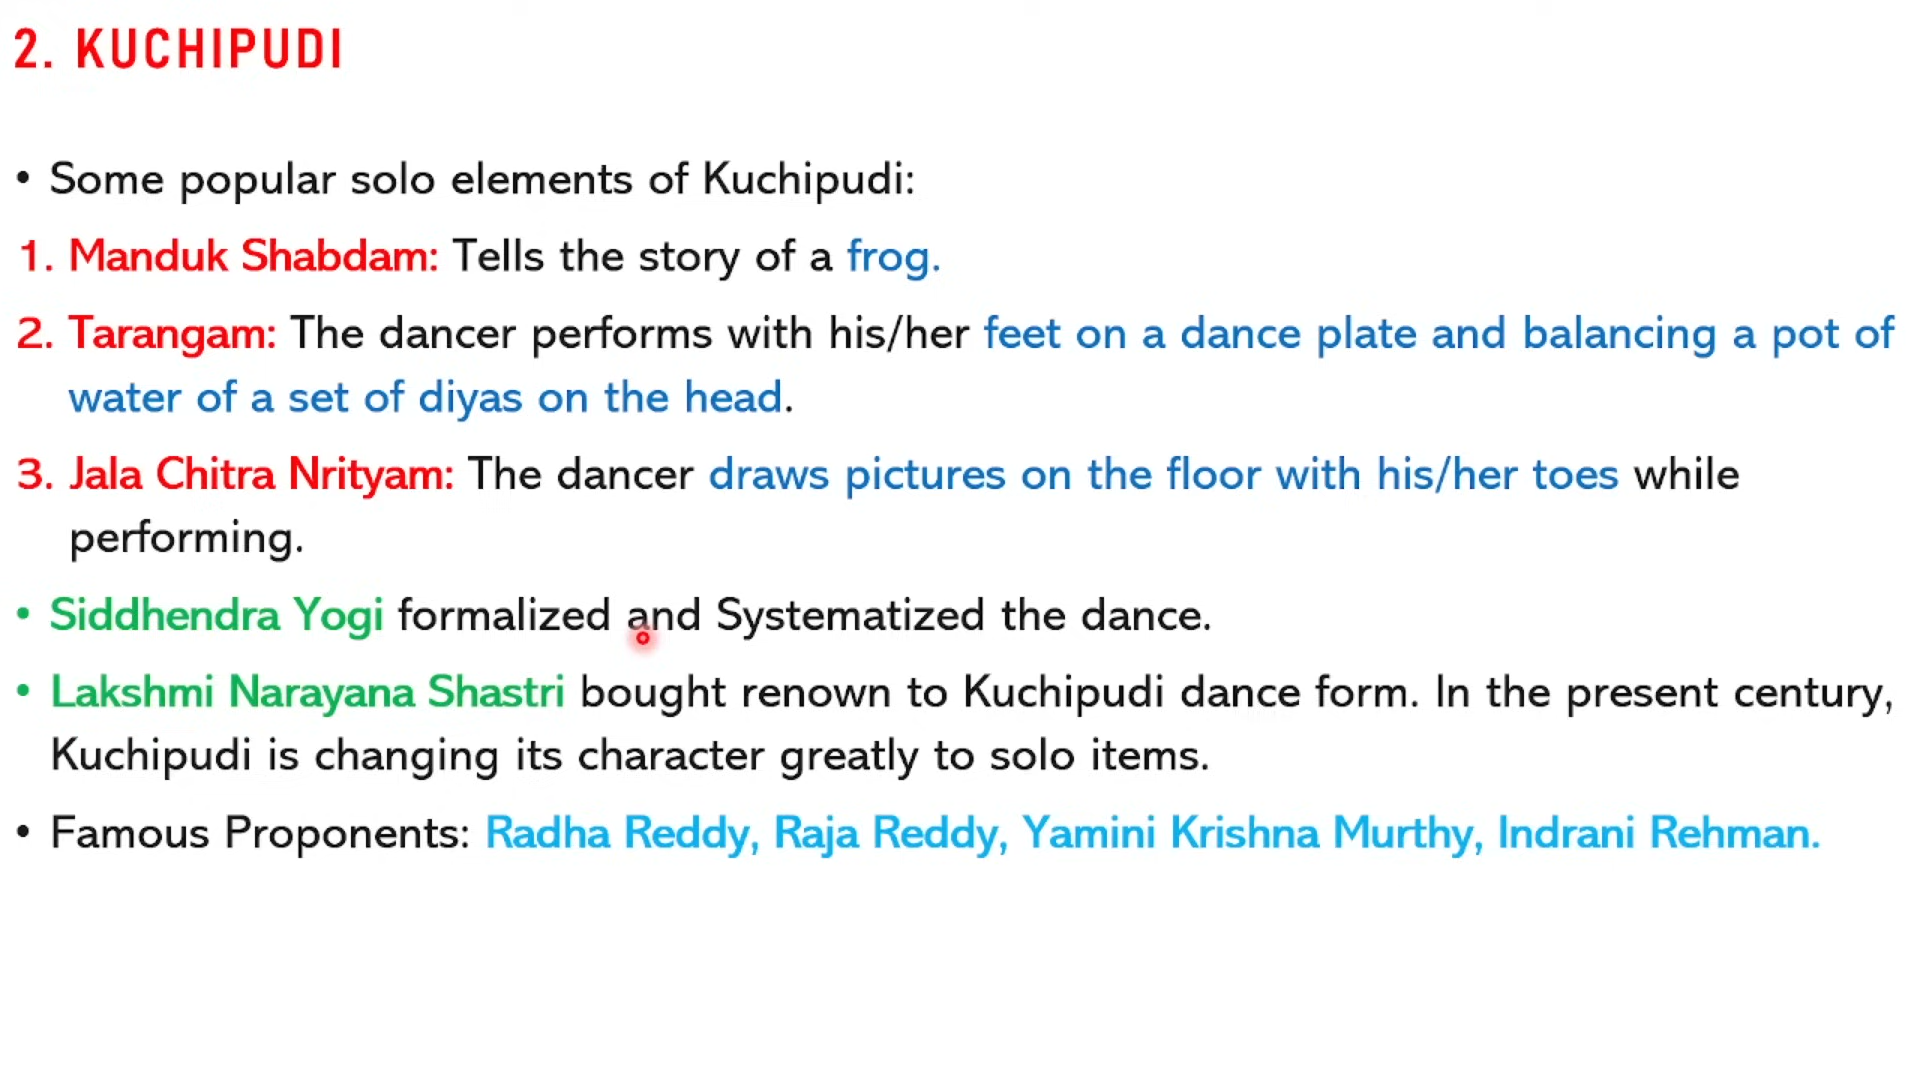 2. KUCHIPUDI
• Some popular solo elements of Kuchipudi:
1. Manduk Shabdam: Tells the story of a frog.
2. Tarangam: The dancer performs with his/her feet on a dance plate and balancing a pot of
water of a set of diyas on the head.
3. Jala Chitra Nrityam: The dancer draws pictures on the floor with his/her toes while
performing.
• Siddhendra Yogi formalized and Systematized the dance.
• Lakshmi Narayana Shastri bought renown to Kuchipudi dance form. In the present century,
Kuchipudi is changing its character greatly to solo items.
• Famous Proponents: Radha Reddy, Raja Reddy, Yamini Krishna Murthy, Indrani Rehman.